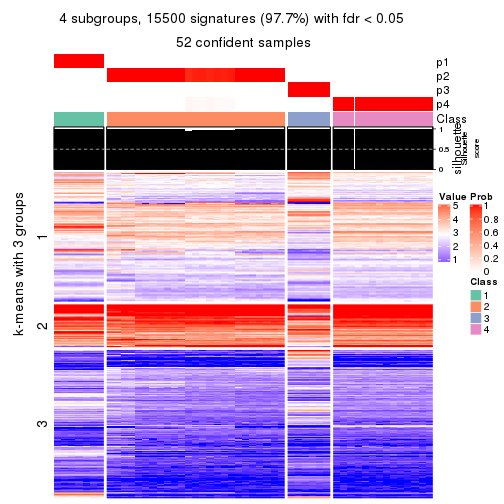 4 subgroups, 15500 signatures (97.7%) with fdr < 0.05
52 confident samples
p1
p2
p3
p4
Class
1
0.5
0
silhouette
Silhouette
score
k-means with 3 groups
1
2
3
Value
5
4
3
2
1
Prob
1
0.8
0.6
0.4
0.2
0
Class
1
2
3
4